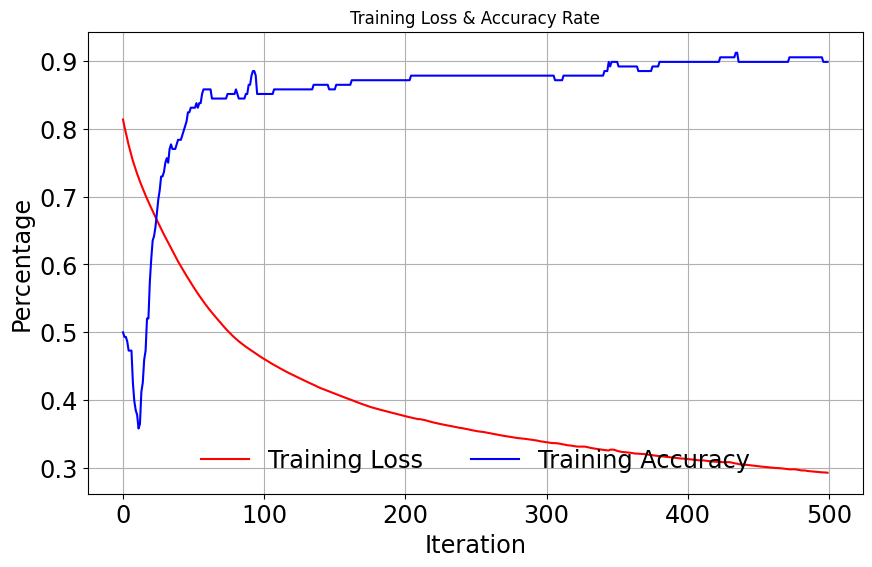 Training Loss & Accuracy Rate
Percentage
0.9
0.8
0.7
0.6
0.5
0.4
0.3
Training Loss
Training Accuracy
0 100 200 300 400 500
Iteration